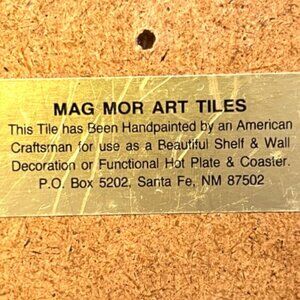 MAG MOR ART TILES
This Tile has Been Handpainted by an American
Craftsman for use as a Beautiful Shelf & Wall
Decoration or Functional Hot Plate & Coaster.
P.O. Box 5202, Santa Fe, NM 87502